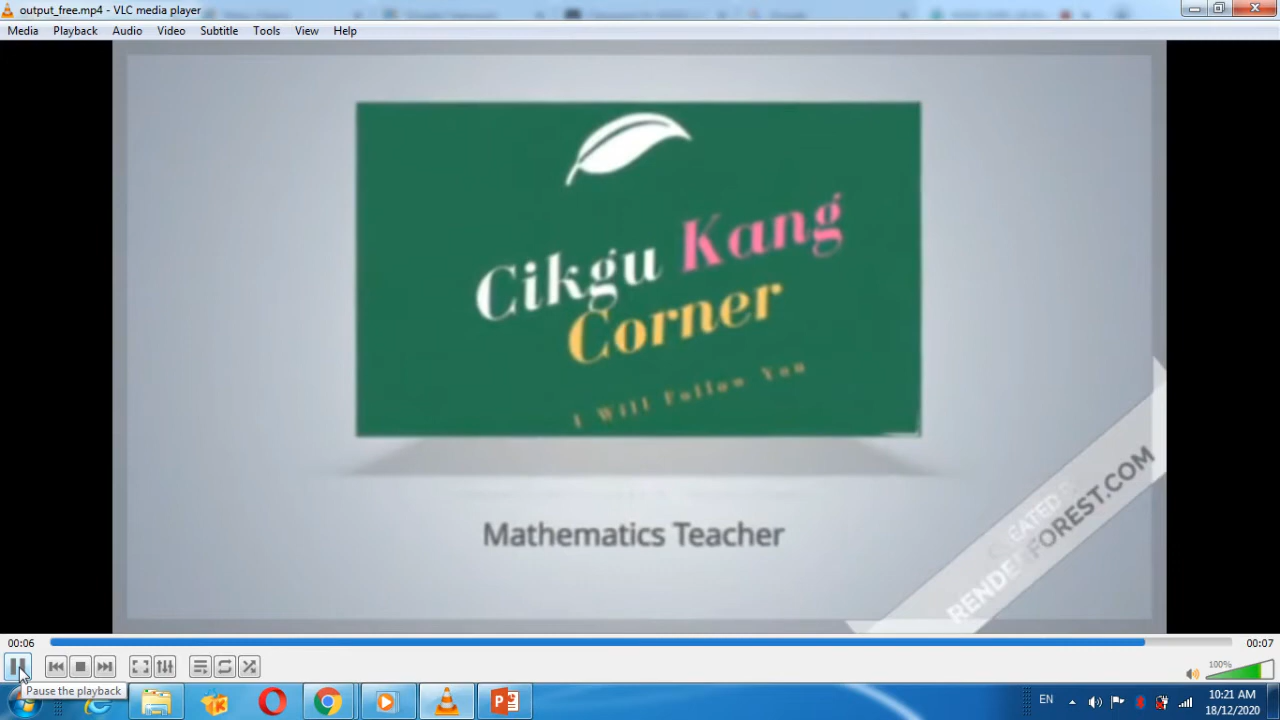 output_free.mp4 - VLC media player
Media Playback Audio Video Subtitle Tools View Help
Cikgu Kang
Corner
I Will Follow You
Mathematics Teacher
CREATED BY
RENDERFOREST.COM
00:06
00:07
100%
Pause the playback
EN
10:21 AM
18/12/2020